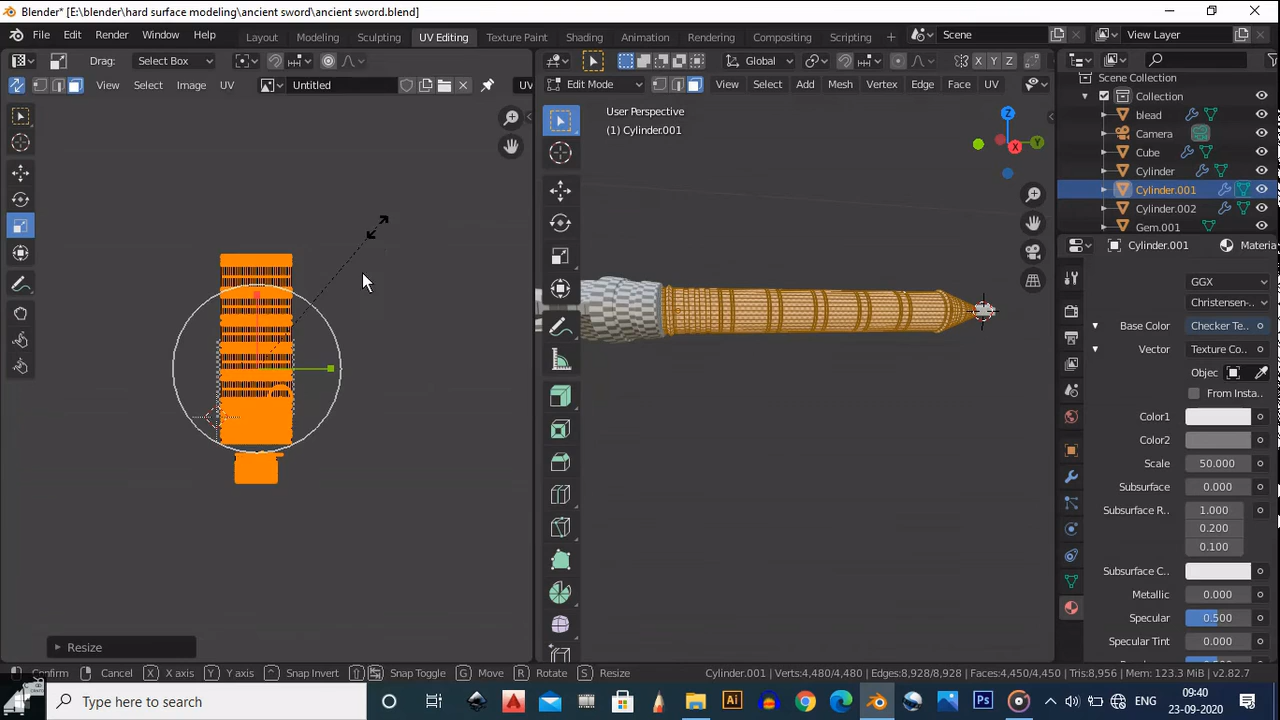 Blender* [E:\blender\hard surface modeling\ancient sword\ancient sword.blend]
File Edit Render Window Help Layout Modeling Sculpting UV Editing Texture Paint Shading Animation Rendering Compositing Scripting Scene View Layer
Drag: Select Box Global X Y Z
View Select Image UV Untitled UV Edit Mode View Select Add Mesh Vertex Edge Face UV
User Perspective
(1) Cylinder.001
Z
Y
X
Scene Collection
Collection
blead
Camera
Cube
Cylinder
Cylinder.001
Cylinder.002
Gem.001
Cylinder.001 Materia
GGX
Christensen-...
Base Color Checker Te..
Vector Texture Co..
Objec
From Insta..
Color1
Color2
Scale 50.000
Subsurface 0.000
Subsurface R.. 1.000
0.200
0.100
Subsurface C..
Metallic 0.000
Specular 0.500
Specular Tint 0.000
Resize
Confirm Cancel X X axis Y Y axis Snap Invert Snap Toggle G Move R Rotate S Resize Cylinder.001 | Verts:4,480/4,480 | Edges:8,928/8,928 | Faces:4,450/4,450 | Tris:8,956 | Mem: 123.3 MiB | v2.82.7
Type here to search Ai Ps ENG 09:40
23-09-2020